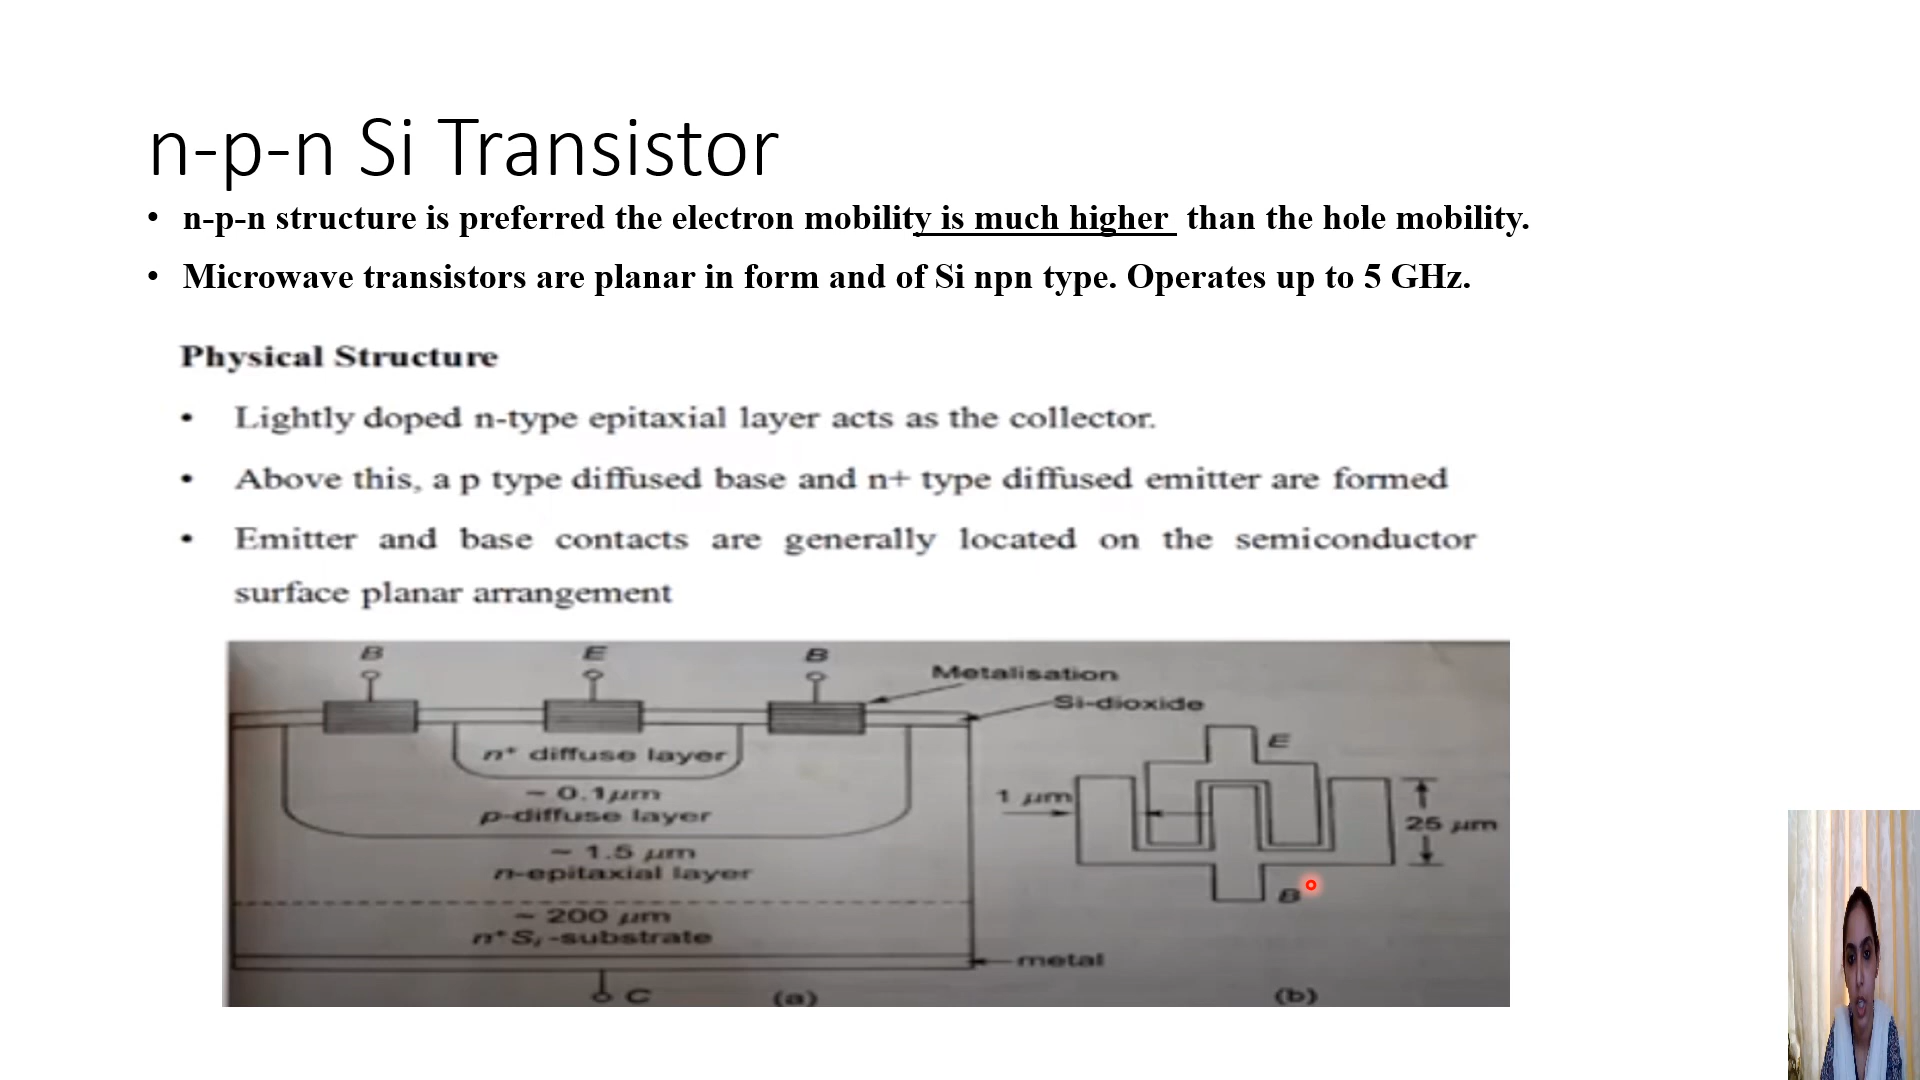 n-p-n Si Transistor
• n-p-n structure is preferred the electron mobility is much higher than the hole mobility.
• Microwave transistors are planar in form and of Si npn type. Operates up to 5 GHz.
Physical Structure
• Lightly doped n-type epitaxial layer acts as the collector.
• Above this, a p type diffused base and n+ type diffused emitter are formed
• Emitter and base contacts are generally located on the semiconductor
surface planar arrangement
B E B
Metalisation
Si-dioxide
n⁺ diffuse layer
~ 0.1 μm
p-diffuse layer
~ 1.5 μm
n-epitaxial layer
~ 200 μm
n⁺ Si -substrate
metal
C
(a)
E
1 μm
25 μm
B
(b)